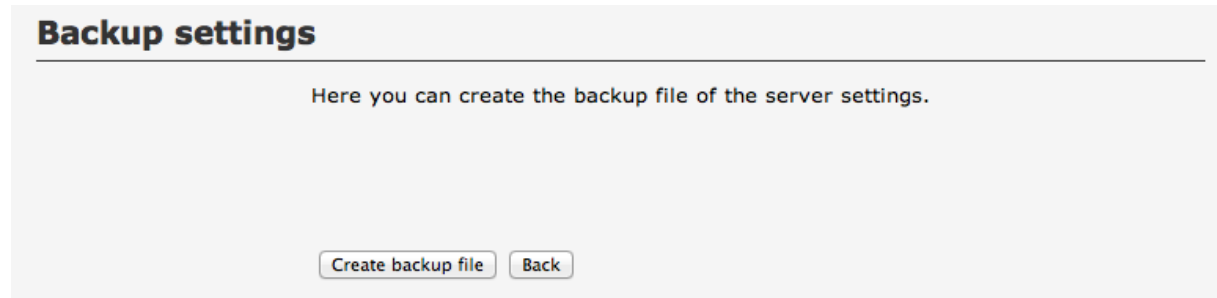 Backup settings
Here you can create the backup file of the server settings.
Create backup file Back